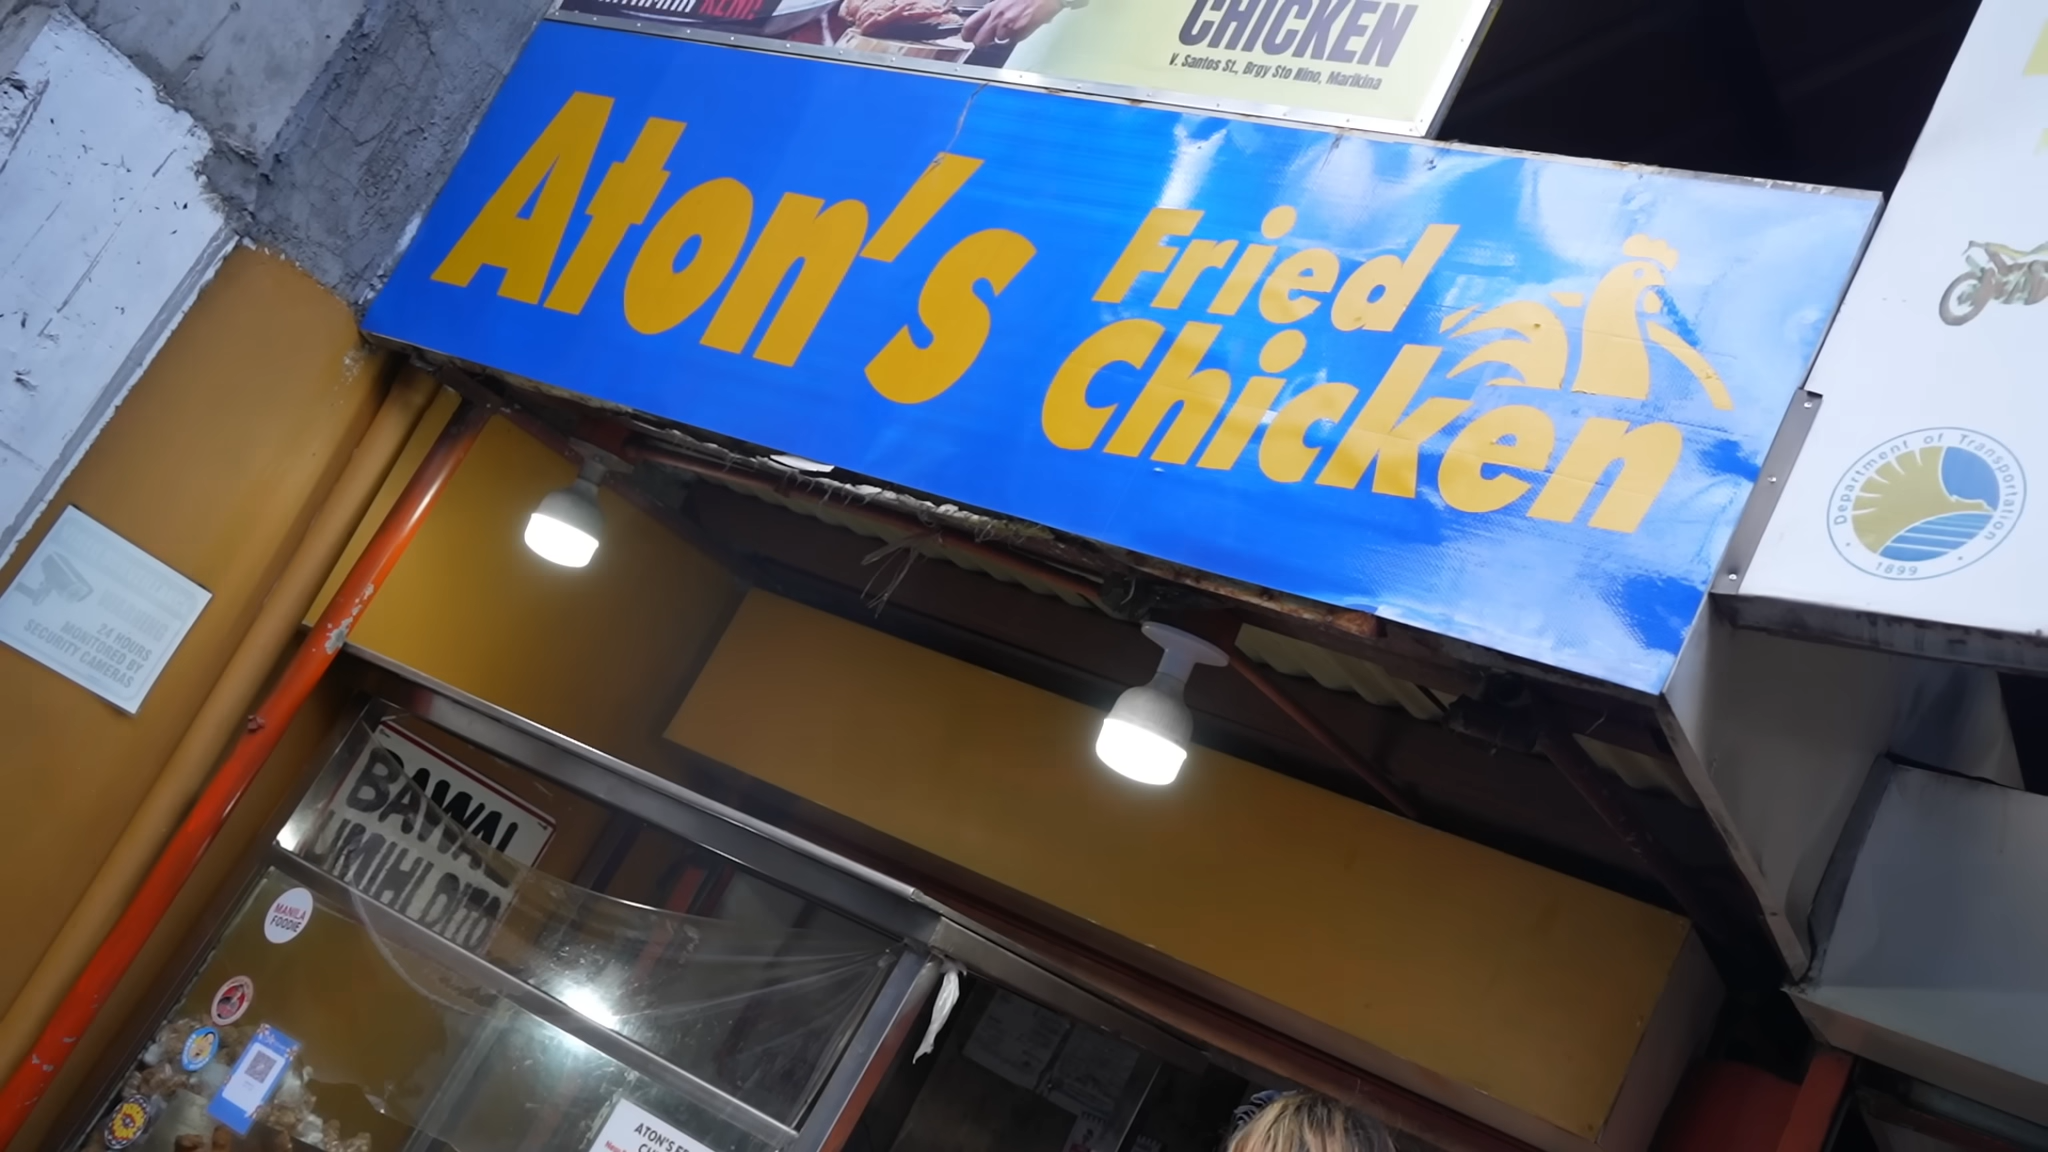 CHICKEN
V. Santos St., Brgy Sto Nino, Marikina
Aton's
Fried
Chicken
Department of Transportation
1899
24 HOURS
MONITORED BY
SECURITY CAMERAS
BAWAL
UMIHI DITO
MANILA
FOODIE